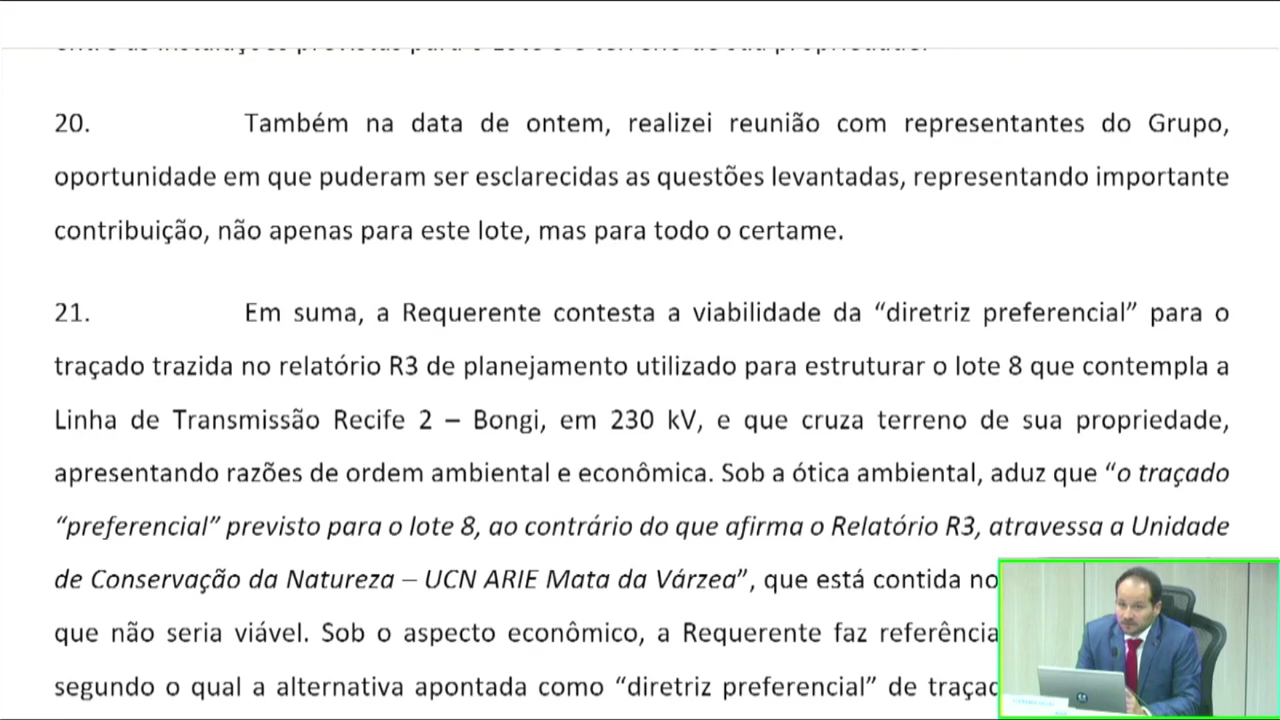 20. Também na data de ontem, realizei reunião com representantes do Grupo,
oportunidade em que puderam ser esclarecidas as questões levantadas, representando importante
contribuição, não apenas para este lote, mas para todo o certame.
21. Em suma, a Requerente contesta a viabilidade da “diretriz preferencial” para o
traçado trazida no relatório R3 de planejamento utilizado para estruturar o lote 8 que contempla a
Linha de Transmissão Recife 2 – Bongi, em 230 kV, e que cruza terreno de sua propriedade,
apresentando razões de ordem ambiental e econômica. Sob a ótica ambiental, aduz que “o traçado
“preferencial” previsto para o lote 8, ao contrário do que afirma o Relatório R3, atravessa a Unidade
de Conservação da Natureza – UCN ARIE Mata da Várzea”, que está contida no
que não seria viável. Sob o aspecto econômico, a Requerente faz referência
segundo o qual a alternativa apontada como “diretriz preferencial” de